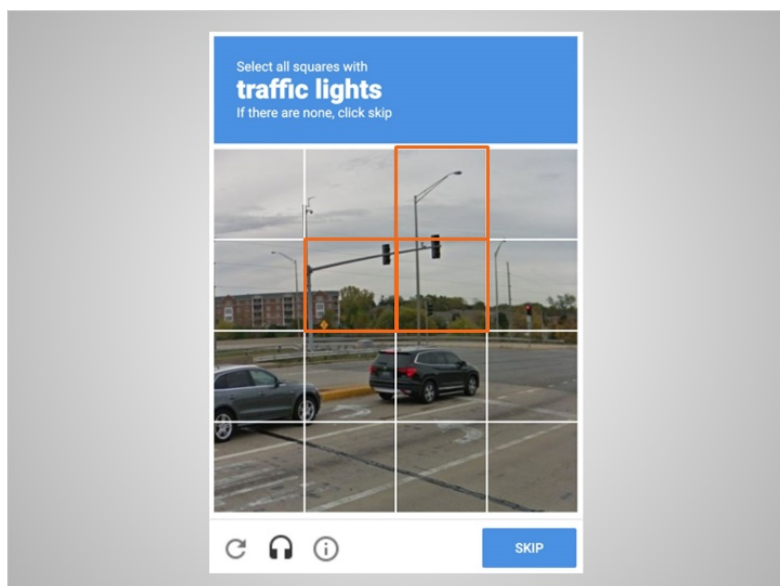 Select all squares with
traffic lights
If there are none, click skip
SKIP